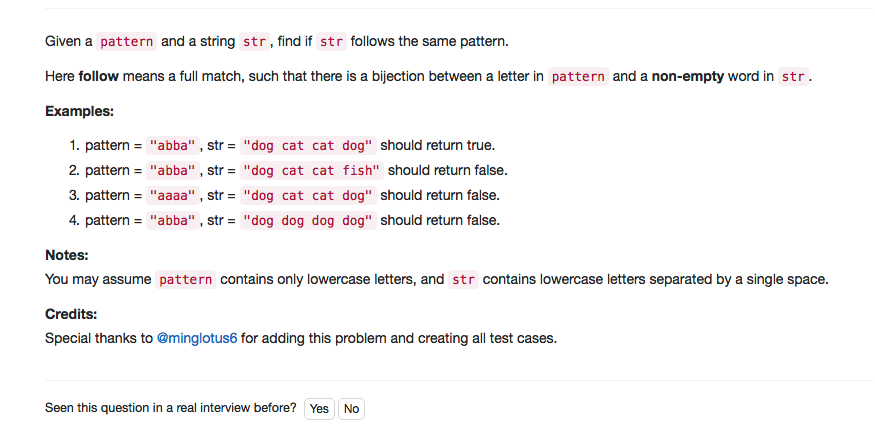 Given a pattern and a string str, find if str follows the same pattern.
Here follow means a full match, such that there is a bijection between a letter in pattern and a non-empty word in str.
Examples:
1. pattern = "abba", str = "dog cat cat dog" should return true.
2. pattern = "abba", str = "dog cat cat fish" should return false.
3. pattern = "aaaa", str = "dog cat cat dog" should return false.
4. pattern = "abba", str = "dog dog dog dog" should return false.
Notes:
You may assume pattern contains only lowercase letters, and str contains lowercase letters separated by a single space.
Credits:
Special thanks to @minglotus6 for adding this problem and creating all test cases.
Seen this question in a real interview before? Yes No